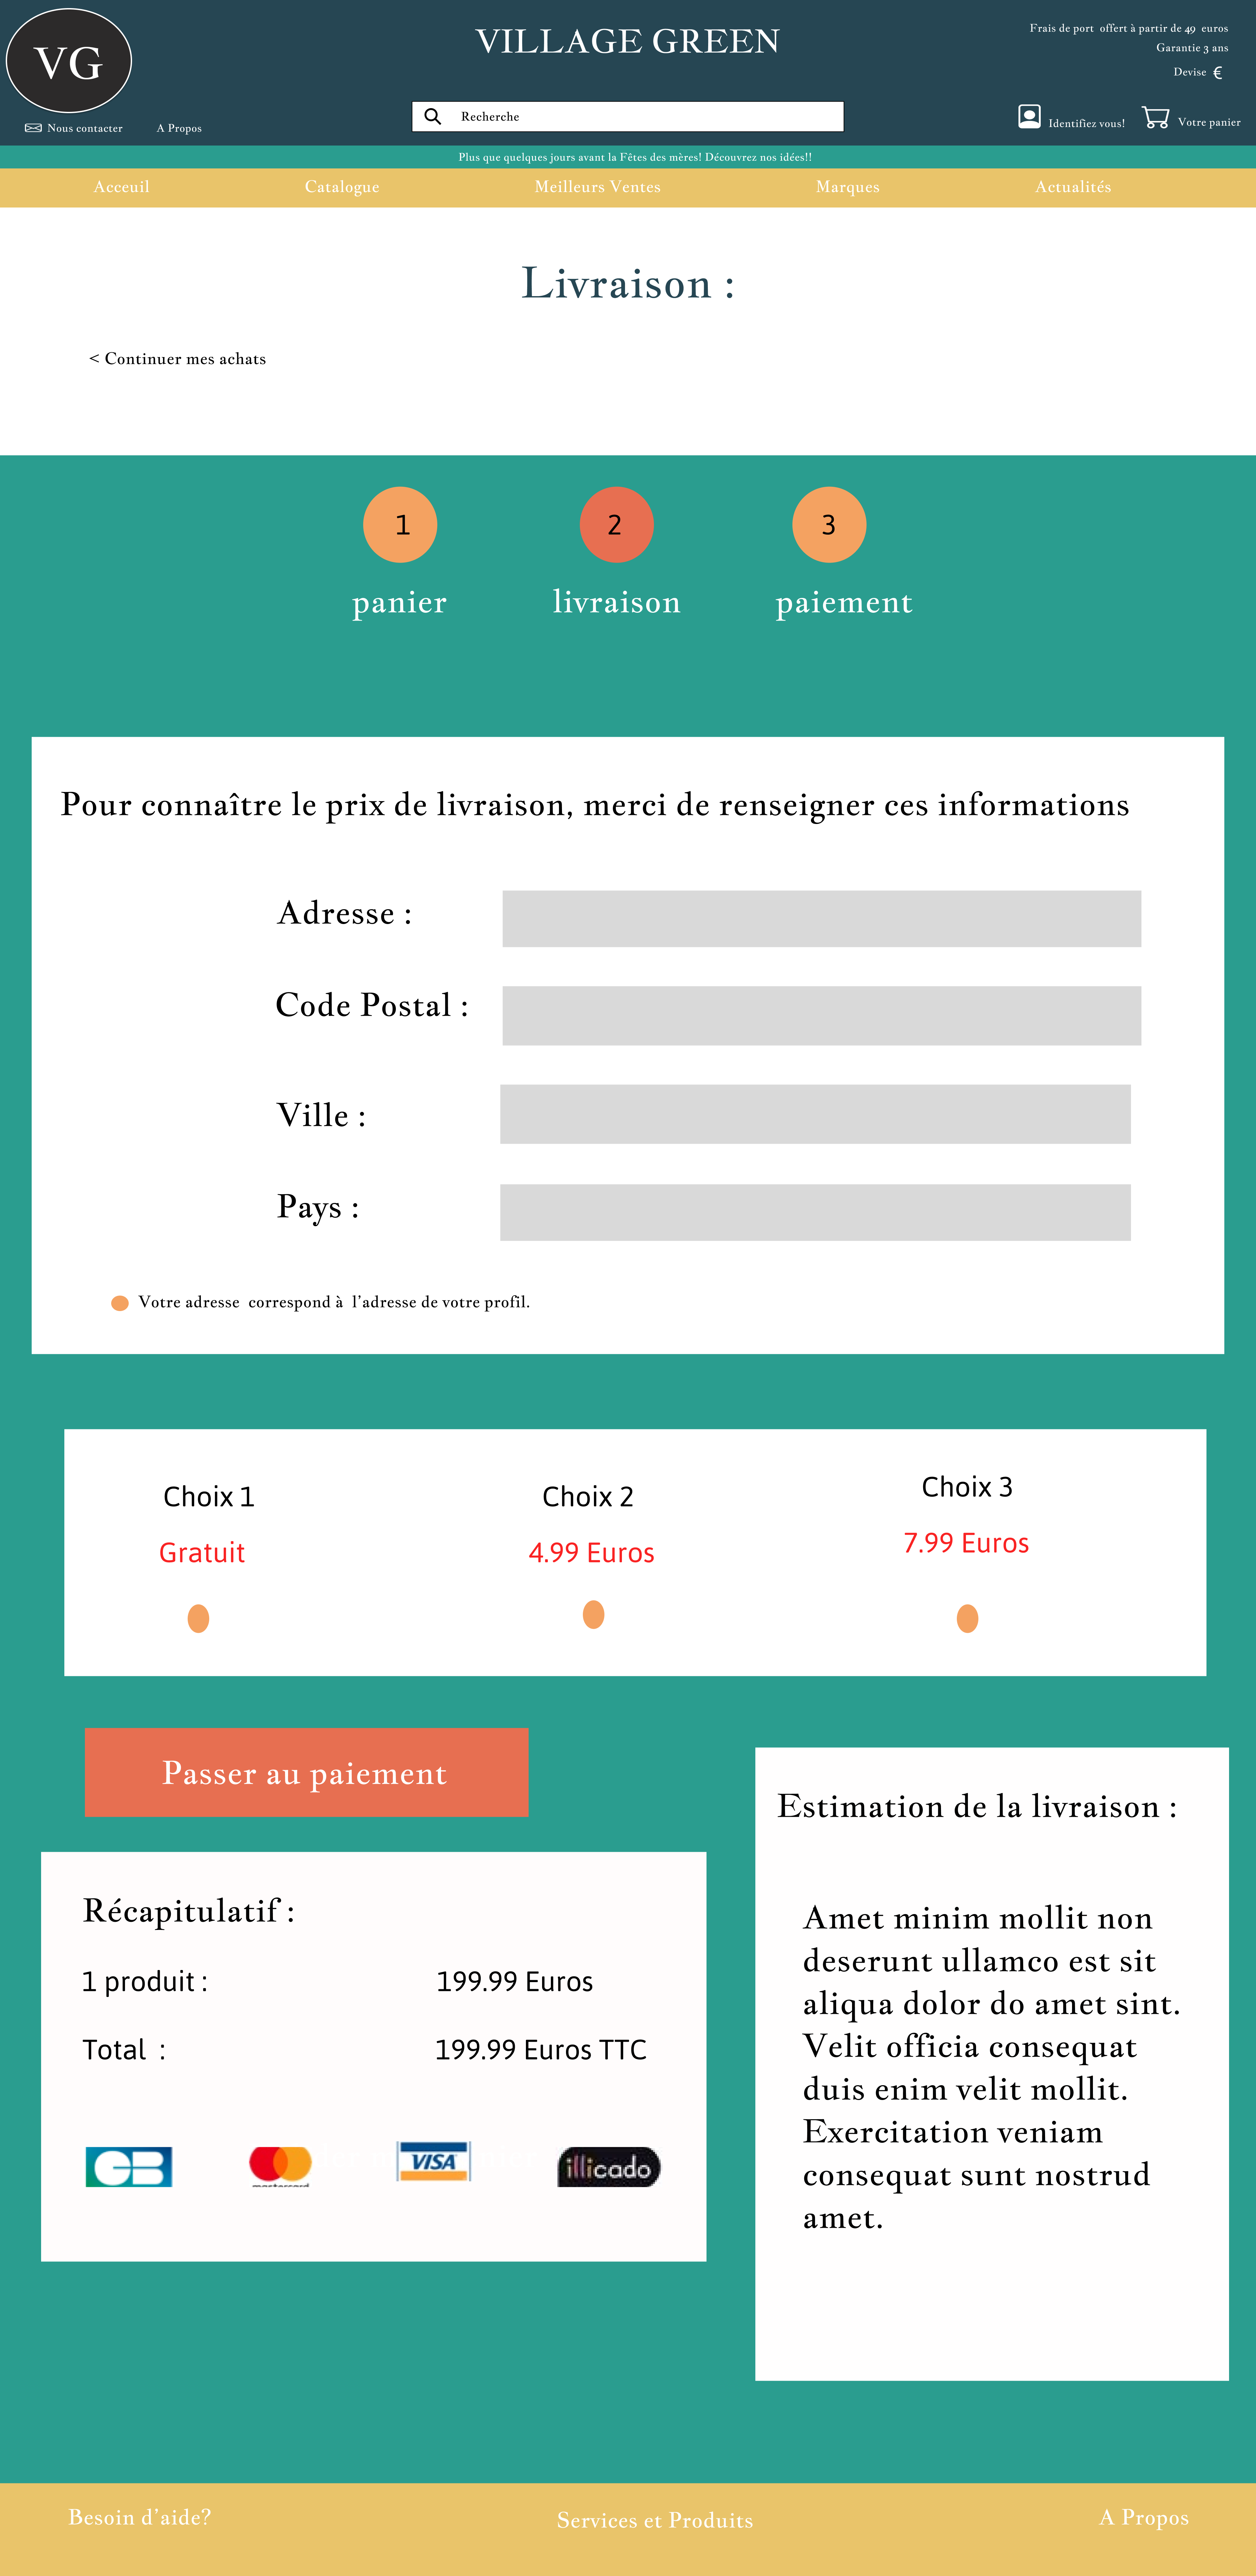 VG
VILLAGE GREEN
Frais de port offert à partir de 49 euros
Garantie 3 ans
Devise €
Nous contacter
A Propos
Recherche
Identifiez vous!
Votre panier
Plus que quelques jours avant la Fêtes des mères! Découvrez nos idées!!
Acceuil
Catalogue
Meilleurs Ventes
Marques
Actualités
Livraison :
< Continuer mes achats
1
2
3
panier
livraison
paiement
Pour connaître le prix de livraison, merci de renseigner ces informations
Adresse :
Code Postal :
Ville :
Pays :
Votre adresse correspond à l'adresse de votre profil.
Choix 1
Choix 2
Choix 3
Gratuit
4.99 Euros
7.99 Euros
Passer au paiement
Récapitulatif :
1 produit :
199.99 Euros
Total :
199.99 Euros TTC
CB
VISA
illicado
Estimation de la livraison :
Amet minim mollit non
deserunt ullamco est sit
aliqua dolor do amet sint.
Velit officia consequat
duis enim velit mollit.
Exercitation veniam
consequat sunt nostrud
amet.
Besoin d'aide?
Services et Produits
A Propos